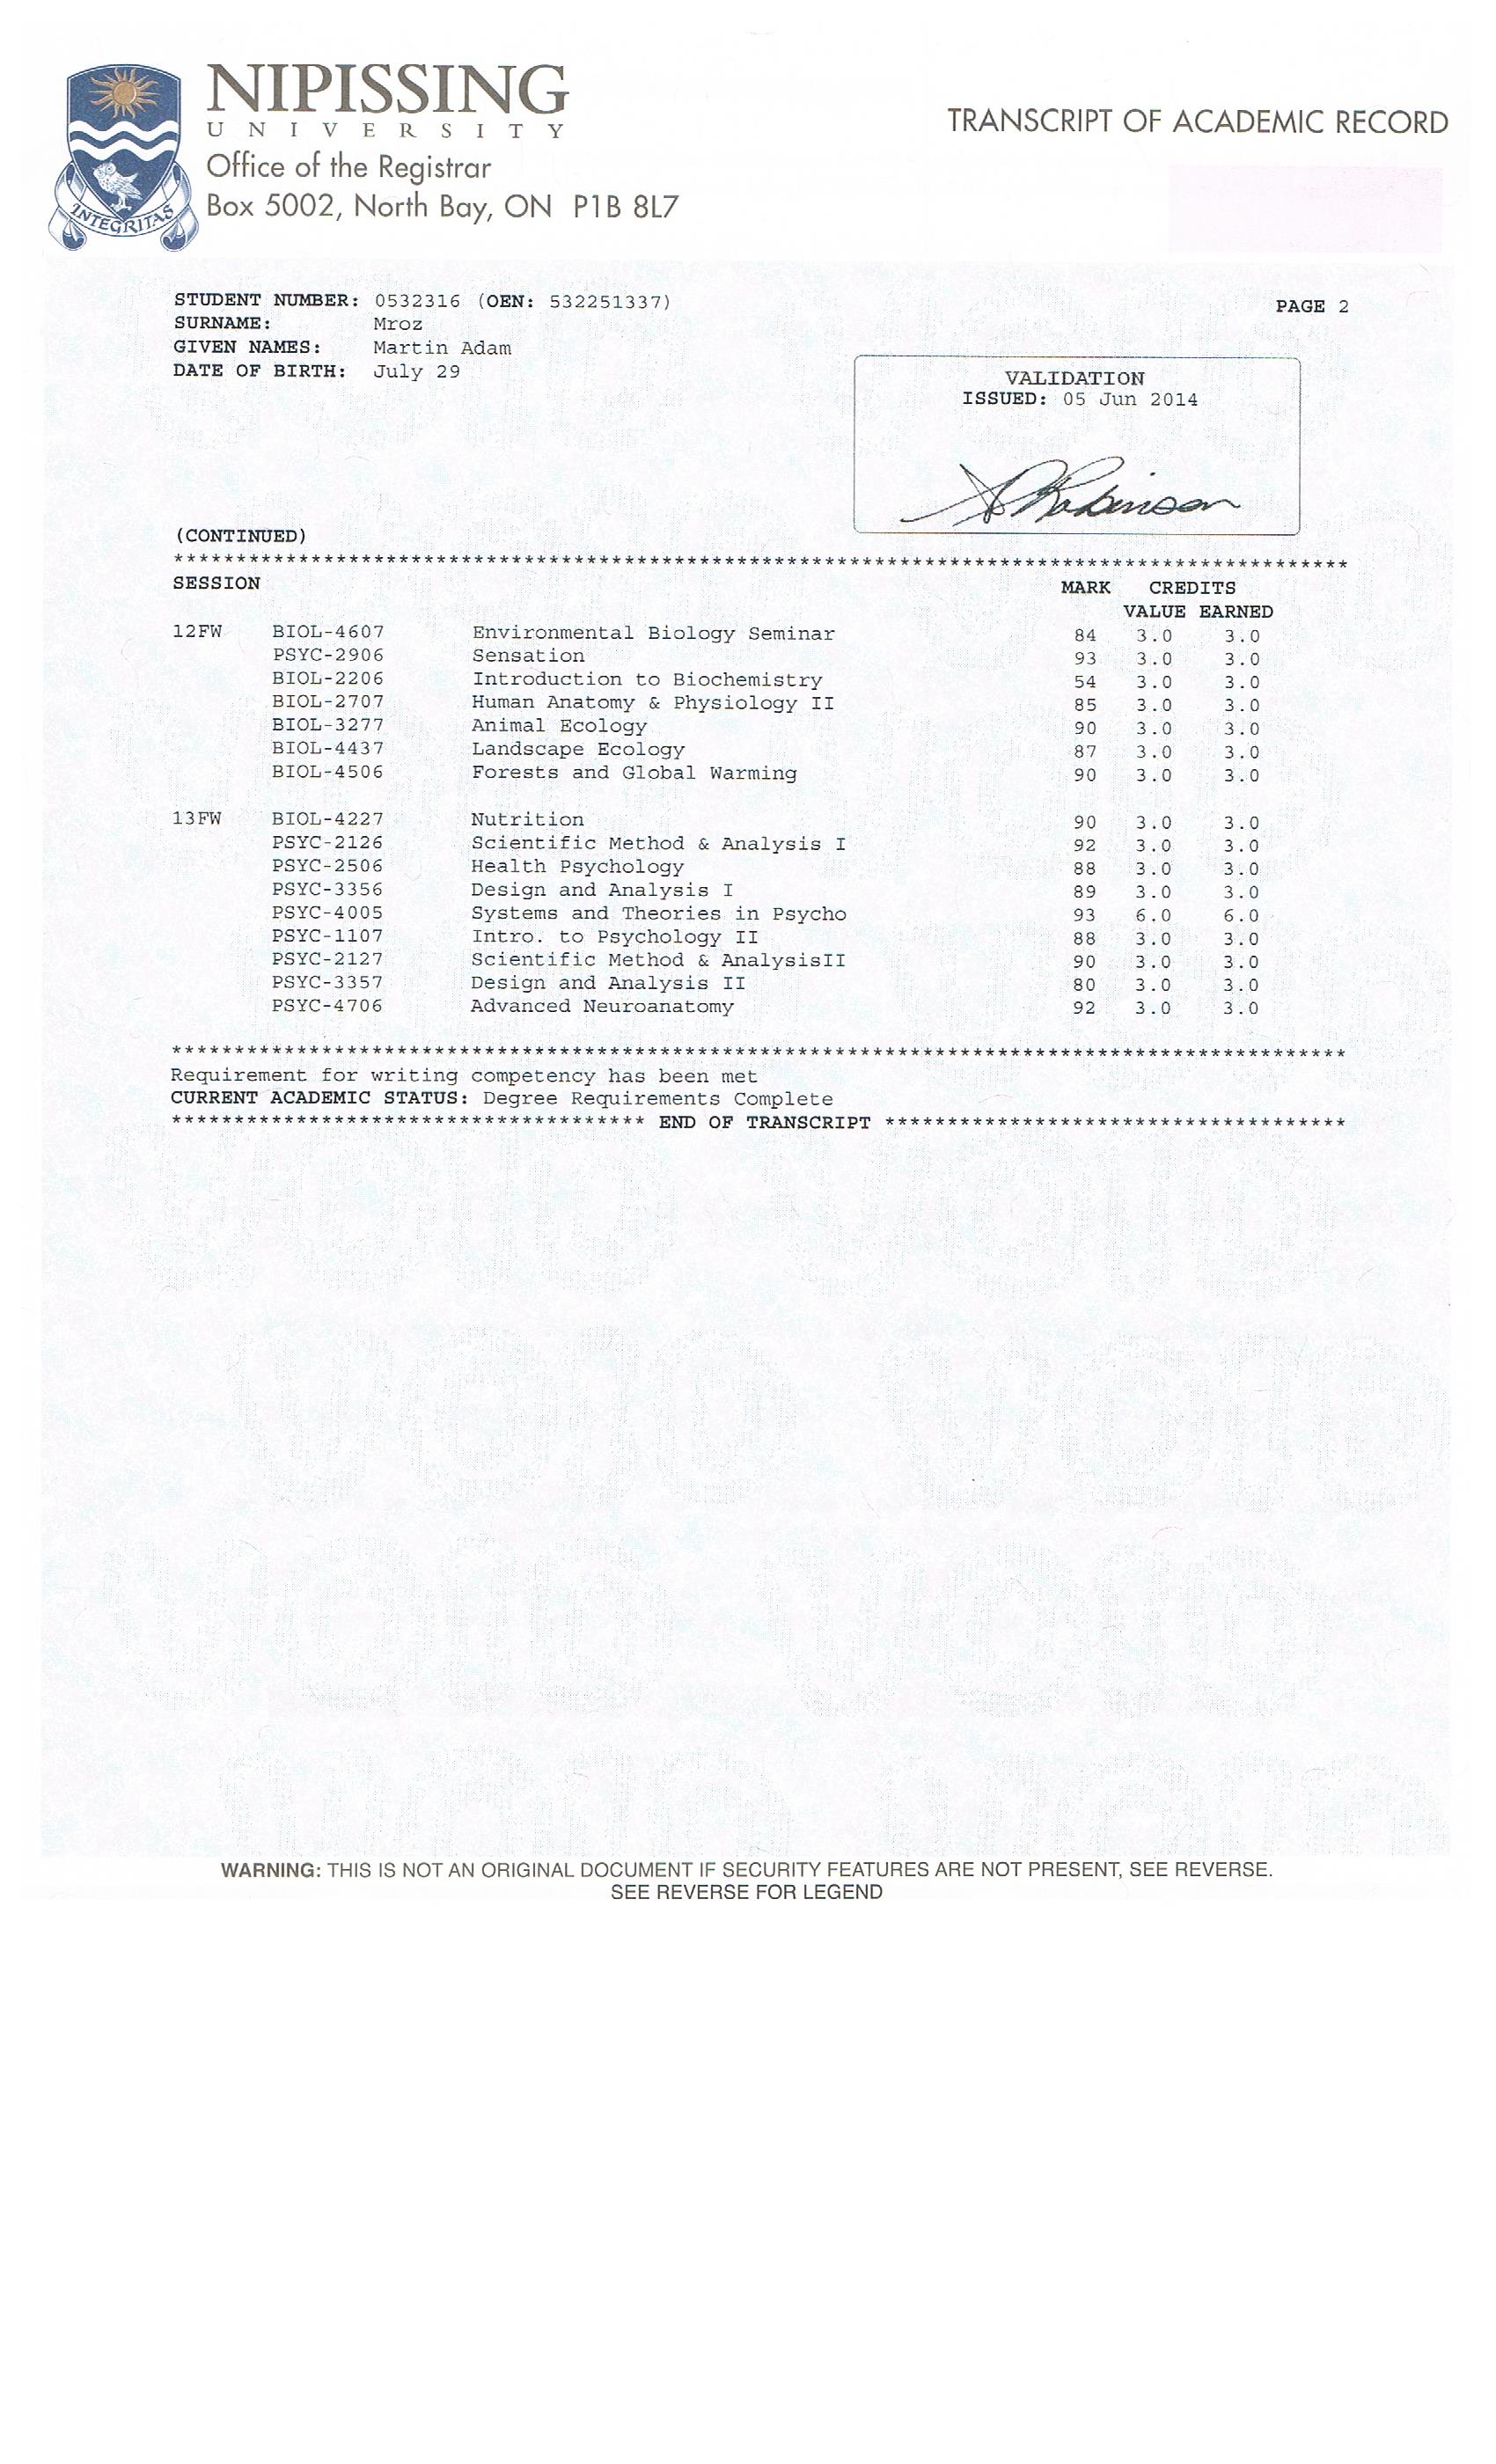 NIPISSING
UNIVERSITY
Office of the Registrar
Box 5002, North Bay, ON P1B 8L7
INTEGRITAS
TRANSCRIPT OF ACADEMIC RECORD
STUDENT NUMBER: 0532316 (OEN: 532251337)
PAGE 2
SURNAME: Mroz
GIVEN NAMES: Martin Adam
DATE OF BIRTH: July 29
VALIDATION
ISSUED: 05 Jun 2014
Robinson
(CONTINUED)
**********************************************************************************************
SESSION MARK CREDITS
VALUE EARNED
12FW BIOL-4607 Environmental Biology Seminar 84 3.0 3.0
PSYC-2906 Sensation 93 3.0 3.0
BIOL-2206 Introduction to Biochemistry 54 3.0 3.0
BIOL-2707 Human Anatomy & Physiology II 85 3.0 3.0
BIOL-3277 Animal Ecology 90 3.0 3.0
BIOL-4437 Landscape Ecology 87 3.0 3.0
BIOL-4506 Forests and Global Warming 90 3.0 3.0
13FW BIOL-4227 Nutrition 90 3.0 3.0
PSYC-2126 Scientific Method & Analysis I 92 3.0 3.0
PSYC-2506 Health Psychology 88 3.0 3.0
PSYC-3356 Design and Analysis I 89 3.0 3.0
PSYC-4005 Systems and Theories in Psycho 93 6.0 6.0
PSYC-1107 Intro. to Psychology II 88 3.0 3.0
PSYC-2127 Scientific Method & AnalysisII 90 3.0 3.0
PSYC-3357 Design and Analysis II 80 3.0 3.0
PSYC-4706 Advanced Neuroanatomy 92 3.0 3.0
**********************************************************************************************
Requirement for writing competency has been met
CURRENT ACADEMIC STATUS: Degree Requirements Complete
************************************** END OF TRANSCRIPT *************************************
VOID VOID
VOID VOID
VOID VOID
VOID VOID
WARNING: THIS IS NOT AN ORIGINAL DOCUMENT IF SECURITY FEATURES ARE NOT PRESENT, SEE REVERSE.
SEE REVERSE FOR LEGEND